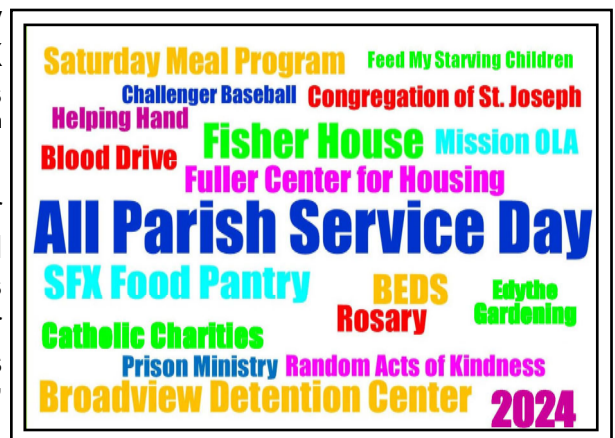 Saturday Meal Program Feed My Starving Children
Challenger Baseball Congregation of St. Joseph
Helping Hand
Fisher House Mission OLA
Blood Drive
Fuller Center for Housing
All Parish Service Day
SFX Food Pantry BEDS Edythe
Rosary Gardening
Catholic Charities
Prison Ministry Random Acts of Kindness
Broadview Detention Center 2024